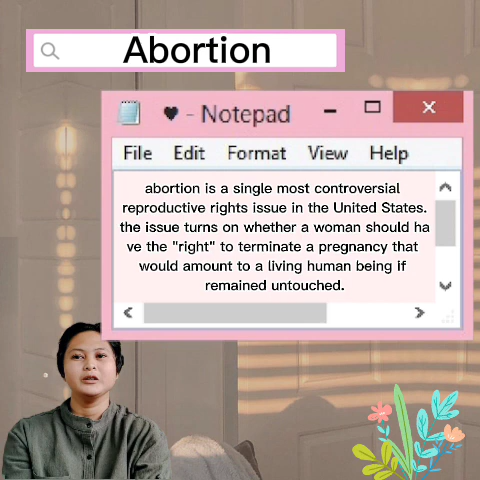 Abortion
♥ - Notepad
File Edit Format View Help
abortion is a single most controversial
reproductive rights issue in the United States.
the issue turns on whether a woman should ha
ve the "right" to terminate a pregnancy that
would amount to a living human being if
remained untouched.